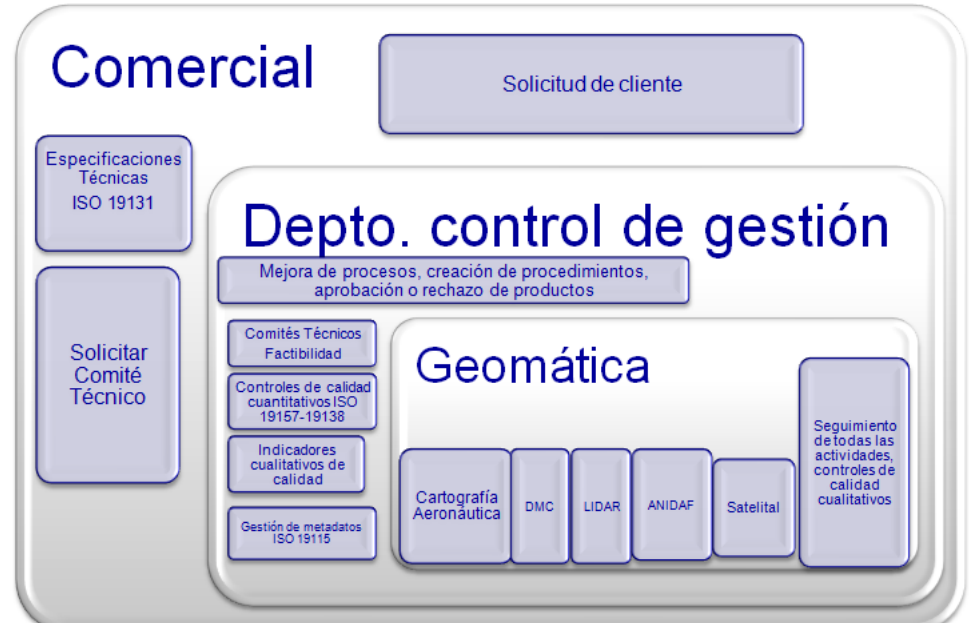 Comercial
Solicitud de cliente
Especificaciones
Técnicas
ISO 19131
Solicitar
Comité
Técnico
Depto. control de gestión
Mejora de procesos, creación de procedimientos,
aprobación o rechazo de productos
Comités Técnicos
Factibilidad
Controles de calidad
cuantitativos ISO
19157-19138
Indicadores
cualitativos de
calidad
Gestión de metadatos
ISO 19115
Geomática
Cartografía
Aeronáutica
DMC
LIDAR
ANIDAF
Satelital
Seguimiento
de todas las
actividades,
controles de
calidad
cualitativos